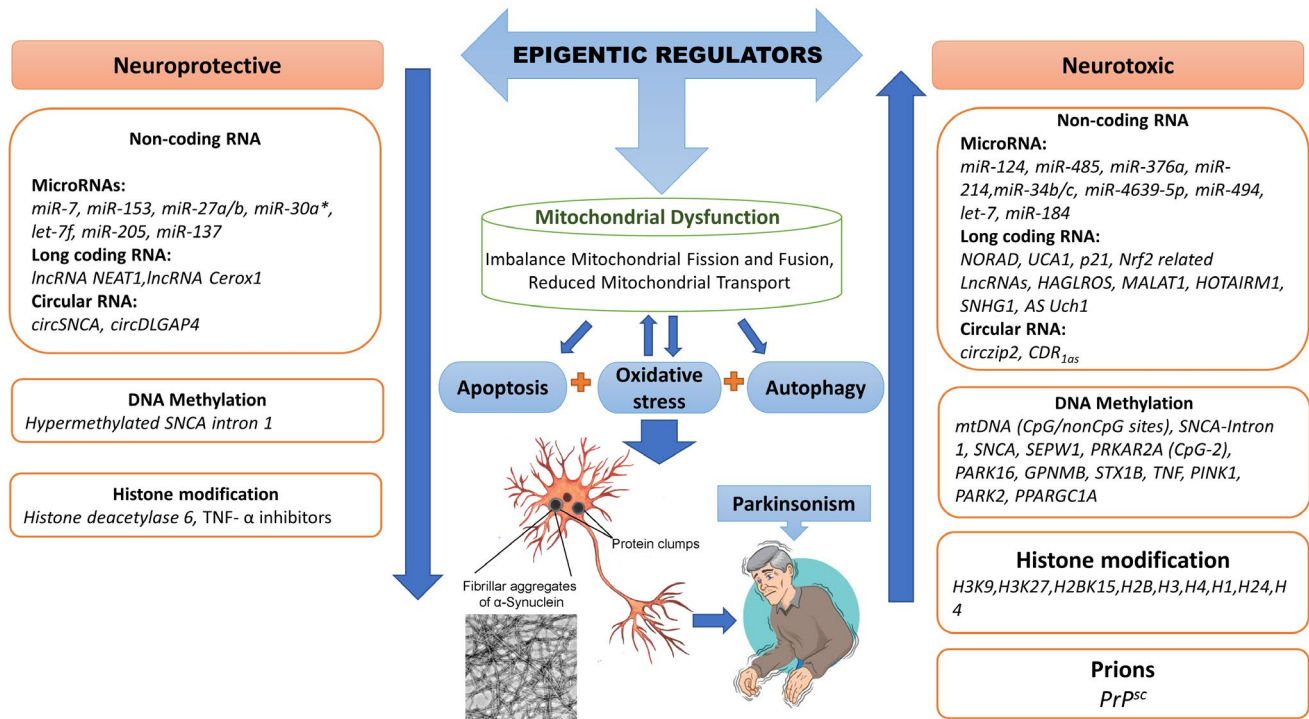 EPIGENTIC REGULATORS
Neuroprotective
Non-coding RNA
MicroRNAs:
miR-7, miR-153, miR-27a/b, miR-30a*,
let-7f, miR-205, miR-137
Long coding RNA:
lncRNA NEAT1,lncRNA Cerox1
Circular RNA:
circSNCA, circDLGAP4
DNA Methylation
Hypermethylated SNCA intron 1
Histone modification
Histone deacetylase 6, TNF- α inhibitors
Mitochondrial Dysfunction
Imbalance Mitochondrial Fission and Fusion,
Reduced Mitochondrial Transport
Apoptosis
Oxidative
stress
Autophagy
Protein clumps
Fibrillar aggregates
of α-Synuclein
Parkinsonism
Neurotoxic
Non-coding RNA
MicroRNA:
miR-124, miR-485, miR-376a, miR-
214,miR-34b/c, miR-4639-5p, miR-494,
let-7, miR-184
Long coding RNA:
NORAD, UCA1, p21, Nrf2 related
LncRNAs, HAGLROS, MALAT1, HOTAIRM1,
SNHG1, AS Uch1
Circular RNA:
circzip2, CDR1as
DNA Methylation
mtDNA (CpG/nonCpG sites), SNCA-Intron
1, SNCA, SEPW1, PRKAR2A (CpG-2),
PARK16, GPNMB, STX1B, TNF, PINK1,
PARK2, PPARGC1A
Histone modification
H3K9,H3K27,H2BK15,H2B,H3,H4,H1,H24,H
4
Prions
PrPsc